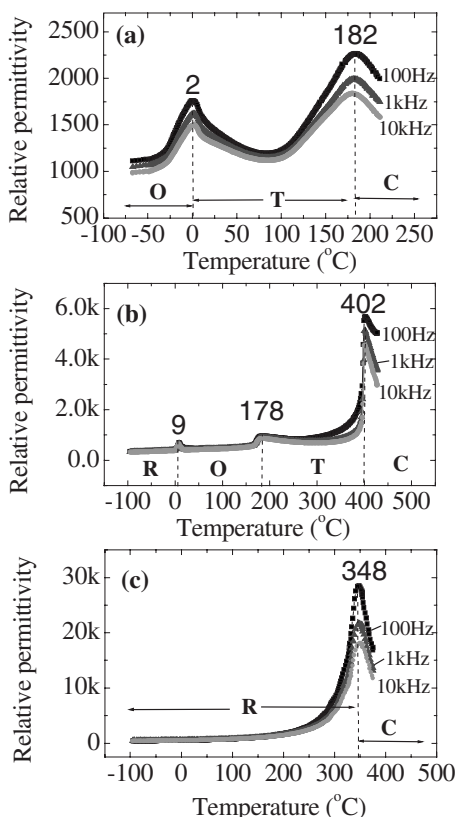 (a)
2
182
100Hz
1kHz
10kHz
O
T
C
2500
2000
1500
1000
500
Relative permittivity
-100 -50 0 50 100 150 200 250
Temperature (°C)
(b)
402
9
178
100Hz
1kHz
10kHz
R
O
T
C
6.0k
4.0k
2.0k
0.0
Relative permittivity
-100 0 100 200 300 400 500
Temperature (°C)
(c)
348
100Hz
1kHz
10kHz
R
C
30k
20k
10k
0
Relative permittivity
-100 0 100 200 300 400 500
Temperature (°C)